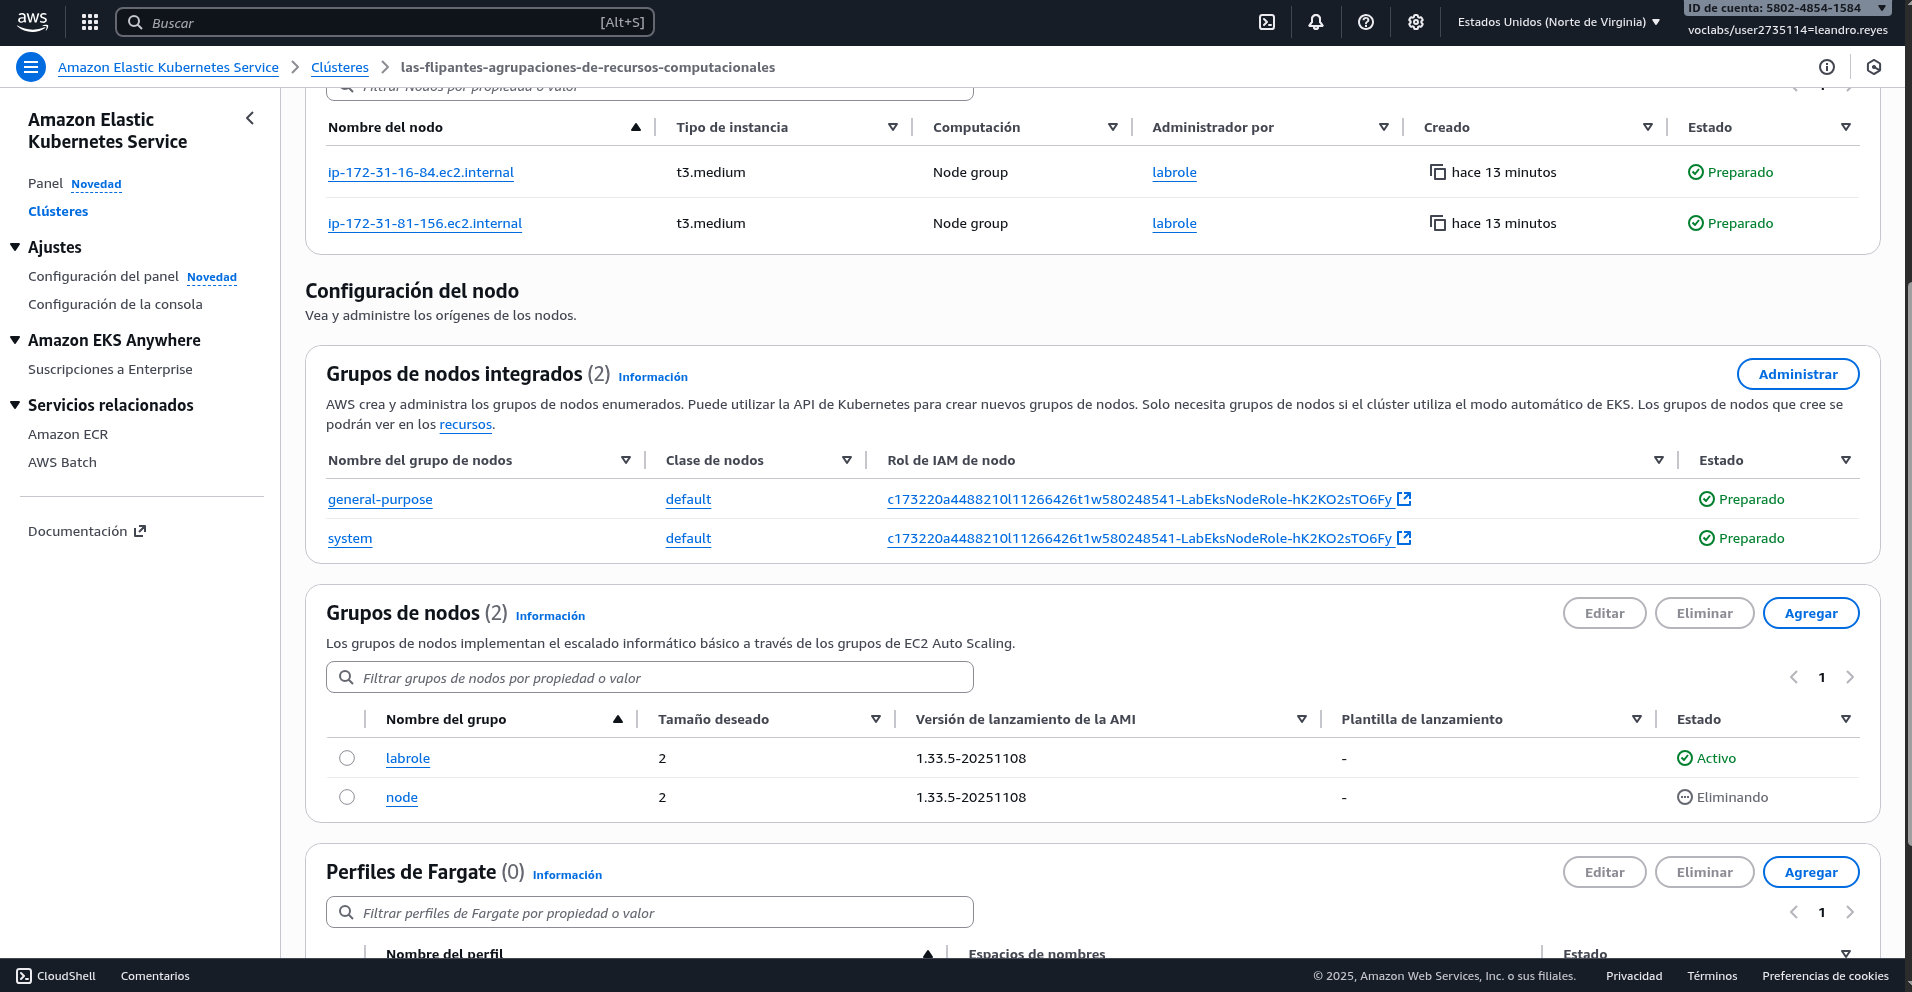 aws
Buscar [Alt+S]
Estados Unidos (Norte de Virginia)
ID de cuenta: 5802-4854-1584
voclabs/user2735114=leandro.reyes
Amazon Elastic Kubernetes Service
Clústeres
las-flipantes-agrupaciones-de-recursos-computacionales
Amazon Elastic
Kubernetes Service
Panel Novedad
Clústeres
Ajustes
Configuración del panel Novedad
Configuración de la consola
Amazon EKS Anywhere
Suscripciones a Enterprise
Servicios relacionados
Amazon ECR
AWS Batch
Documentación
Filtrar Nodos por propiedad o valor
1
Nombre del nodo Tipo de instancia Computación Administrador por Creado Estado
ip-172-31-16-84.ec2.internal t3.medium Node group labrole hace 13 minutos Preparado
ip-172-31-81-156.ec2.internal t3.medium Node group labrole hace 13 minutos Preparado
Configuración del nodo
Vea y administre los orígenes de los nodos.
Grupos de nodos integrados (2) Información Administrar
AWS crea y administra los grupos de nodos enumerados. Puede utilizar la API de Kubernetes para crear nuevos grupos de nodos. Solo necesita grupos de nodos si el clúster utiliza el modo automático de EKS. Los grupos de nodos que cree se
podrán ver en los recursos.
Nombre del grupo de nodos Clase de nodos Rol de IAM de nodo Estado
general-purpose default c173220a4488210l11266426t1w580248541-LabEksNodeRole-hK2KO2sTO6Fy Preparado
system default c173220a4488210l11266426t1w580248541-LabEksNodeRole-hK2KO2sTO6Fy Preparado
Grupos de nodos (2) Información Editar Eliminar Agregar
Los grupos de nodos implementan el escalado informático básico a través de los grupos de EC2 Auto Scaling.
Filtrar grupos de nodos por propiedad o valor 1
Nombre del grupo Tamaño deseado Versión de lanzamiento de la AMI Plantilla de lanzamiento Estado
labrole 2 1.33.5-20251108 - Activo
node 2 1.33.5-20251108 - Eliminando
Perfiles de Fargate (0) Información Editar Eliminar Agregar
Filtrar perfiles de Fargate por propiedad o valor 1
Nombre del perfil Espacios de nombres Estado
CloudShell Comentarios © 2025, Amazon Web Services, Inc. o sus filiales. Privacidad Términos Preferencias de cookies